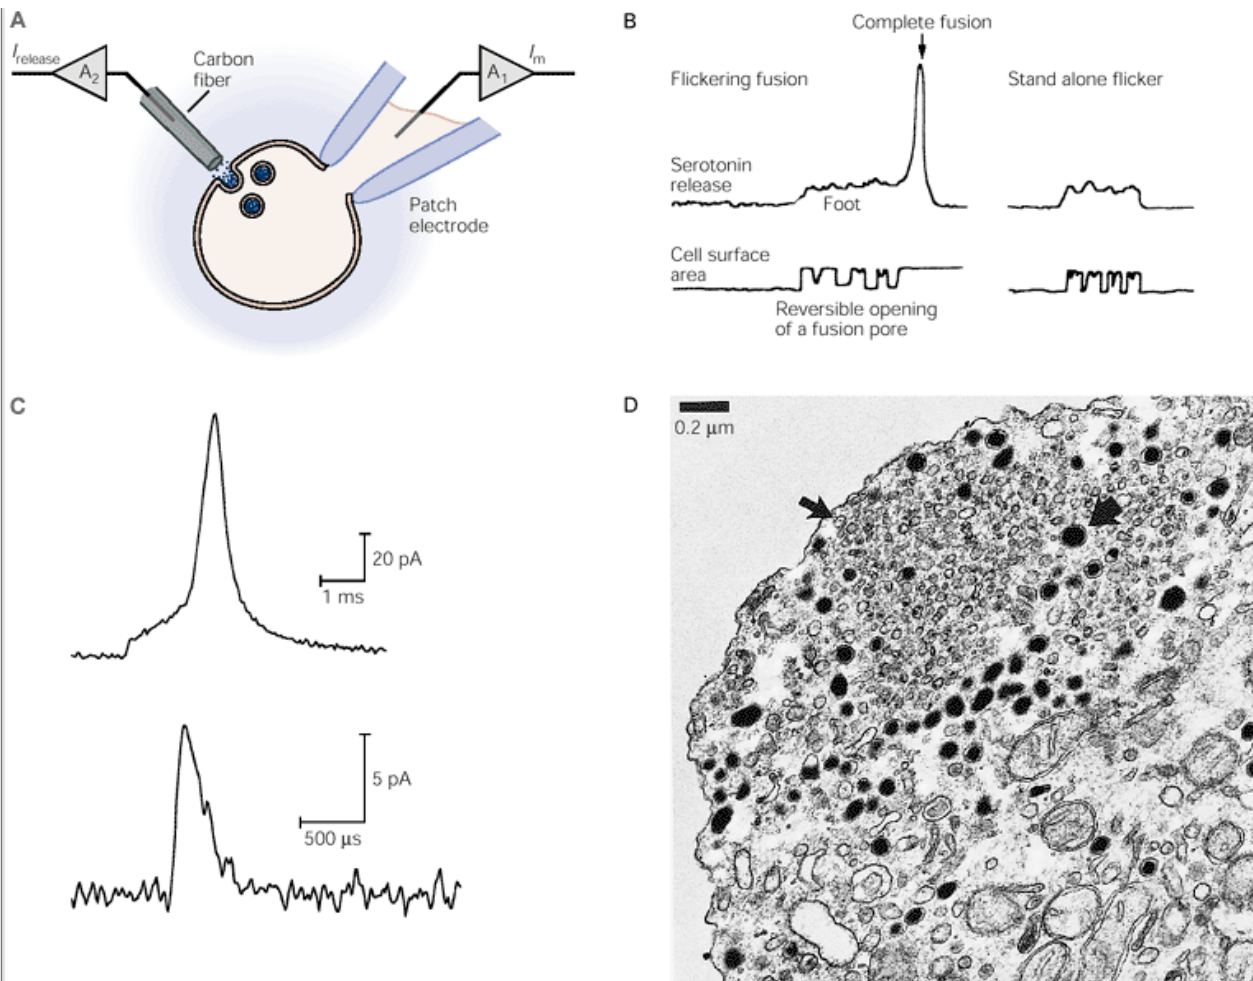 A
I release
A2
Carbon
fiber
A1
Im
Patch
electrode
B
Complete fusion
Flickering fusion
Stand alone flicker
Serotonin
release
Foot
Cell surface
area
Reversible opening
of a fusion pore
C
20 pA
1 ms
5 pA
500 µs
D
0.2 µm